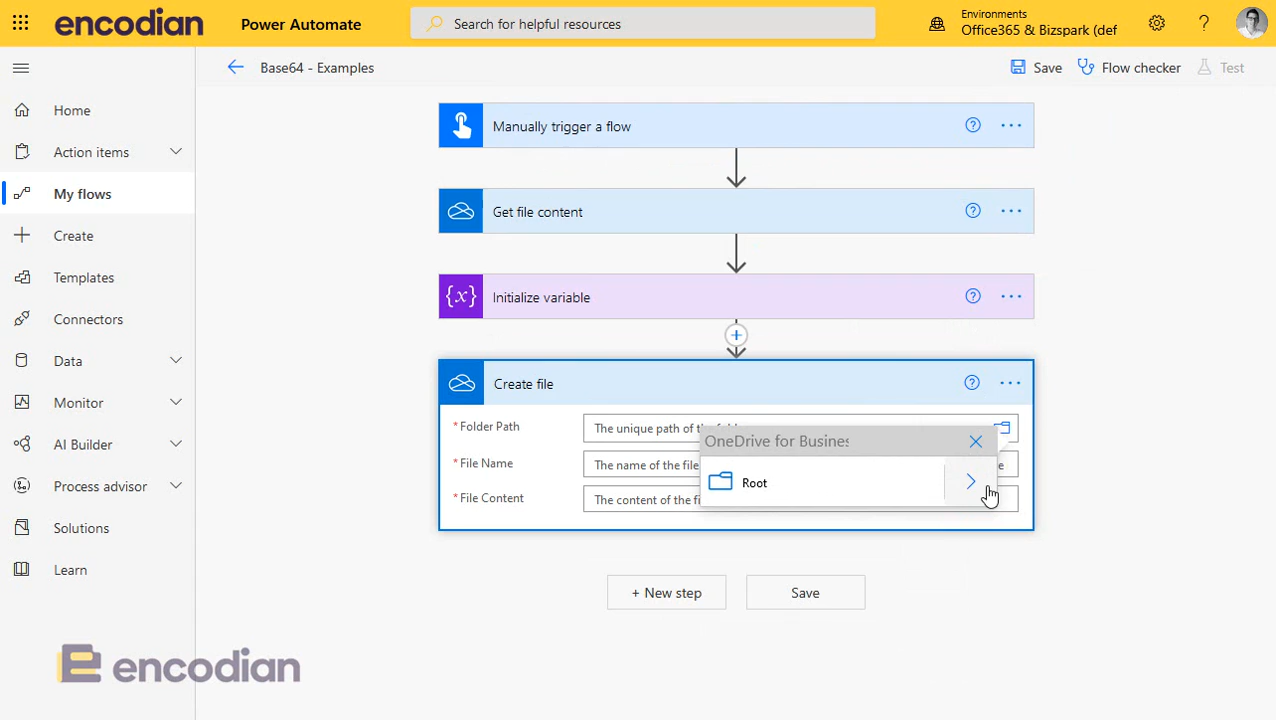 encodian
Power Automate
Search for helpful resources
Environments
Office365 & Bizspark (def
Base64 - Examples
Save
Flow checker
Test
Home
Action items
My flows
Create
Templates
Connectors
Data
Monitor
AI Builder
Process advisor
Solutions
Learn
Manually trigger a flow
Get file content
{x} Initialize variable
Create file
* Folder Path
The unique path of the
* File Name
The name of the file
* File Content
The content of the
OneDrive for Busines
Root
+ New step
Save
encodian